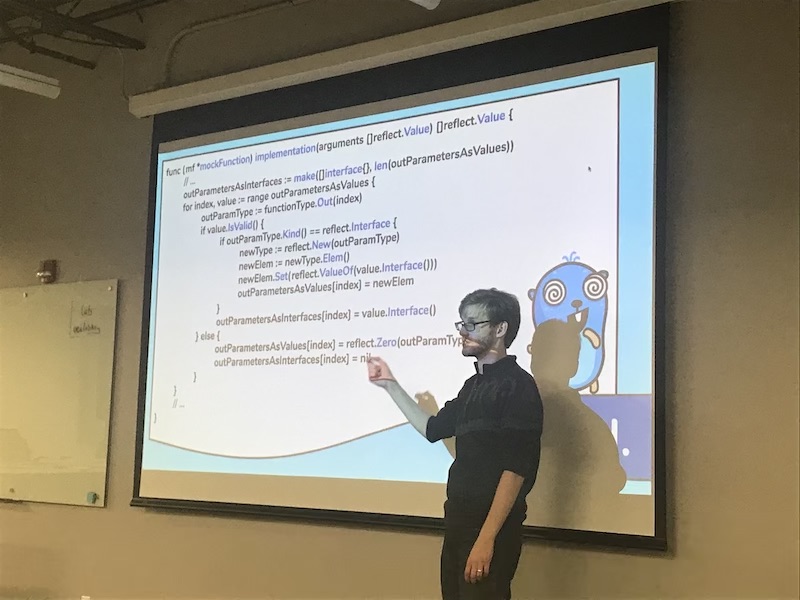 func (mf *mockFunction) implementation(arguments []reflect.Value) []reflect.Value {
// ...
outParametersAsInterfaces := make([]interface{}, len(outParametersAsValues))
for index, value := range outParametersAsValues {
outParamType := functionType.Out(index)
if value.IsValid() {
if outParamType.Kind() == reflect.Interface {
newType := reflect.New(outParamType)
newElem := newType.Elem()
newElem.Set(reflect.ValueOf(value.Interface()))
outParametersAsValues[index] = newElem
}
outParametersAsInterfaces[index] = value.Interface()
} else {
outParametersAsValues[index] = reflect.Zero(outParamTyp
outParametersAsInterfaces[index] = nil
}
}
// ...
}